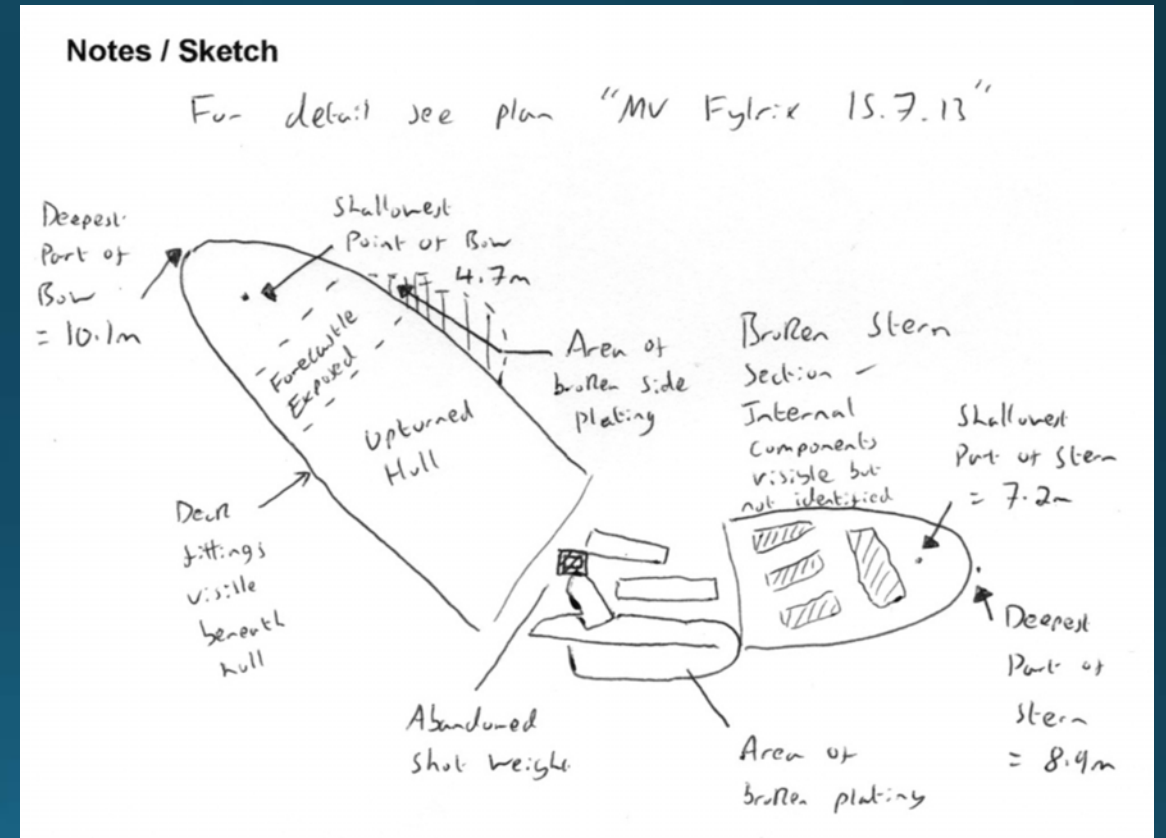 Notes / Sketch
For detail see plan "MV Fylrix 15.7.13"
Deepest
Part of
Bow
= 10.1m
Shallowest
Point of Bow
= 4.7m
Forecastle
Exposed
Upturned
Hull
Area of
broken side
plating
Broken Stern
Section -
Internal
components
visible but
not identified
Shallowest
Part of Stern
= 7.2m
Deck
fittings
visible
beneath
hull
Abandoned
shot weight
Area of
broken plating
Deepest
Part of
Stern
= 8.9m